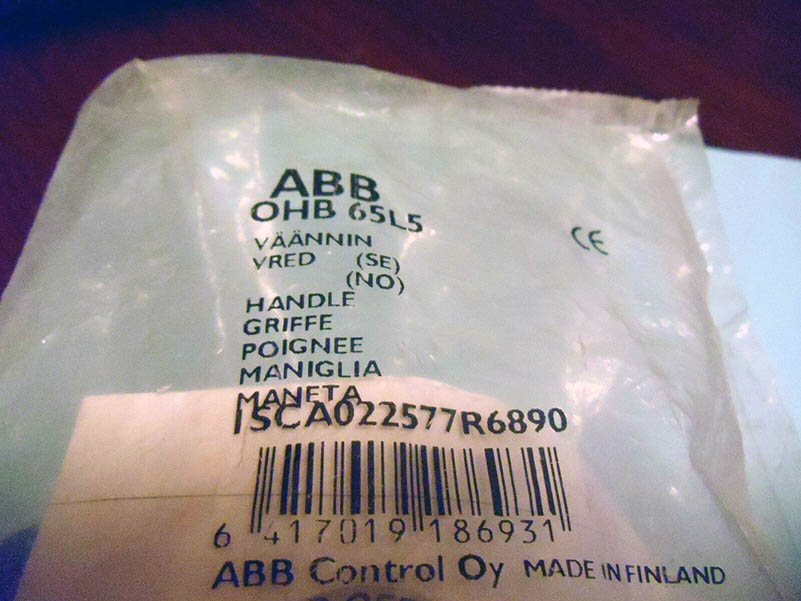 ABB
OHB 65L5
CE
VÄÄNNIN
VRED (SE)
(NO)
HANDLE
GRIFFE
POIGNEE
MANIGLIA
MANETA
1SCA022577R6890
6 417019 186931
ABB Control Oy MADE IN FINLAND